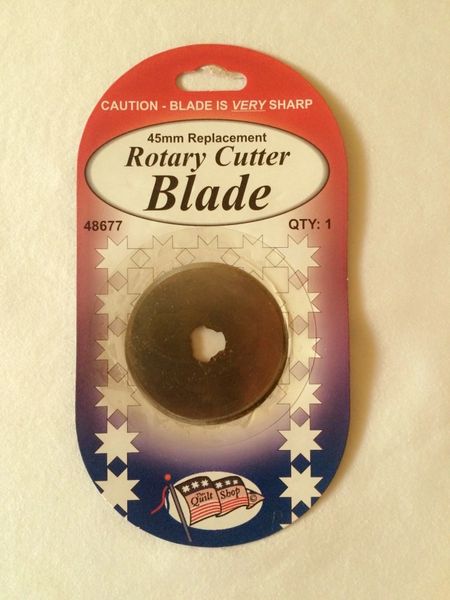 CAUTION - BLADE IS VERY SHARP
45mm Replacement
Rotary Cutter
Blade
48677
QTY: 1
The
Quilt Shop
©